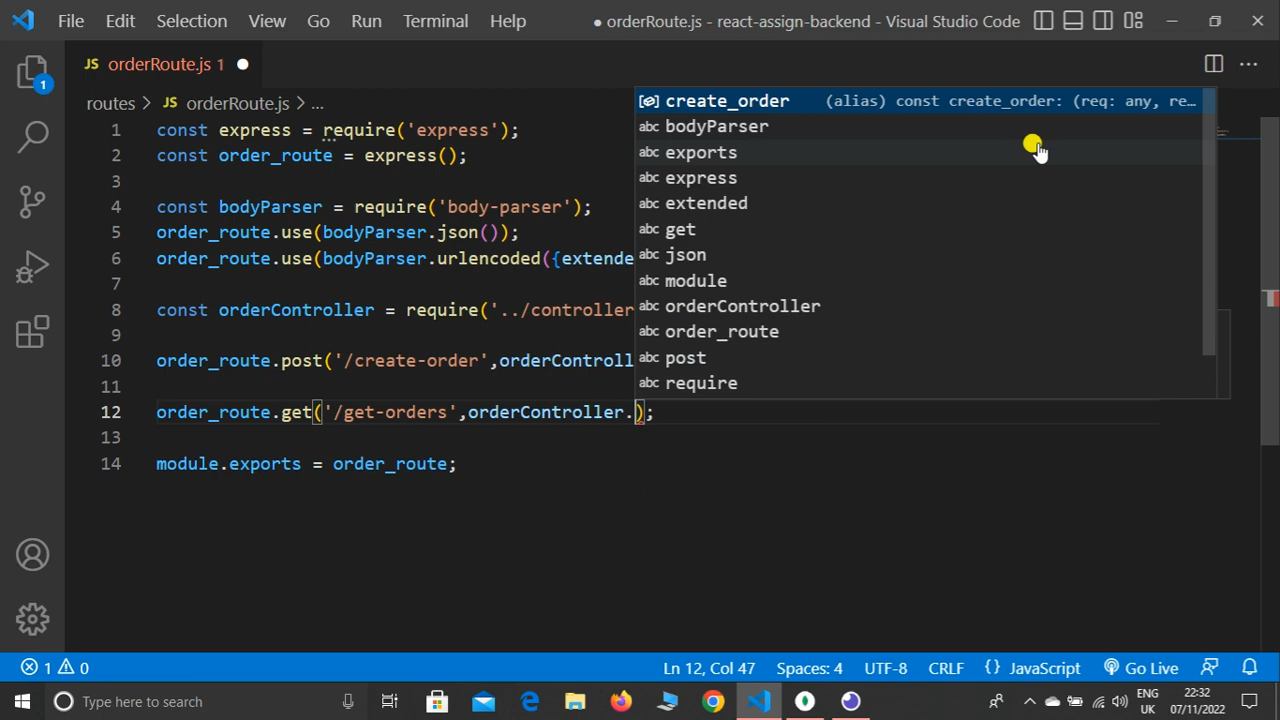 File Edit Selection View Go Run Terminal Help ● orderRoute.js - react-assign-backend - Visual Studio Code
JS orderRoute.js 1
1
routes > JS orderRoute.js > ...
1 const express = require('express');
2 const order_route = express();
3
4 const bodyParser = require('body-parser');
5 order_route.use(bodyParser.json());
6 order_route.use(bodyParser.urlencoded({extende
7
8 const orderController = require('../controller
9
10 order_route.post('/create-order',orderControll
11
12 order_route.get('/get-orders',orderController.);
13
14 module.exports = order_route;
create_order (alias) const create_order: (req: any, re...
abc bodyParser
abc exports
abc express
abc extended
abc get
abc json
abc module
abc orderController
abc order_route
abc post
abc require
1 0 Ln 12, Col 47 Spaces: 4 UTF-8 CRLF {} JavaScript Go Live
Type here to search ENG 22:32
UK 07/11/2022